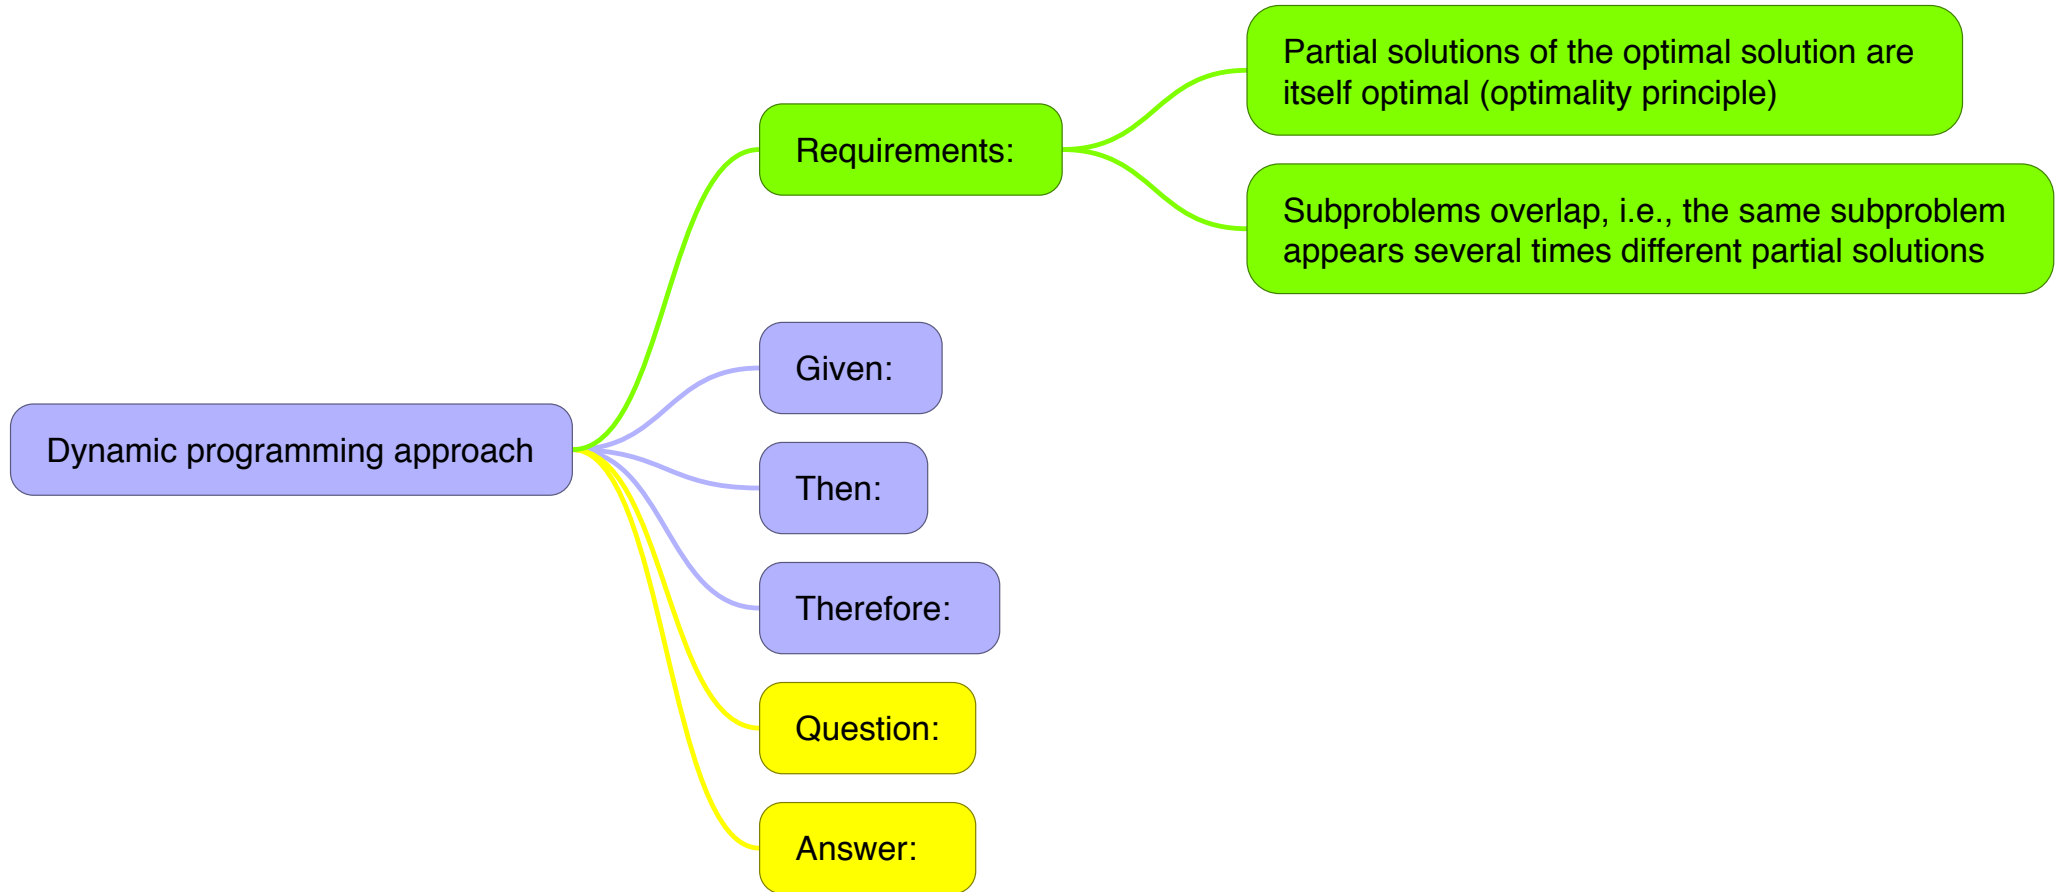 Partial solutions of the optimal solution are
itself optimal (optimality principle)
Requirements:
Subproblems overlap, i.e., the same subproblem
appears several times different partial solutions
Given:
Dynamic programming approach
Then:
Therefore:
Question:
Answer: